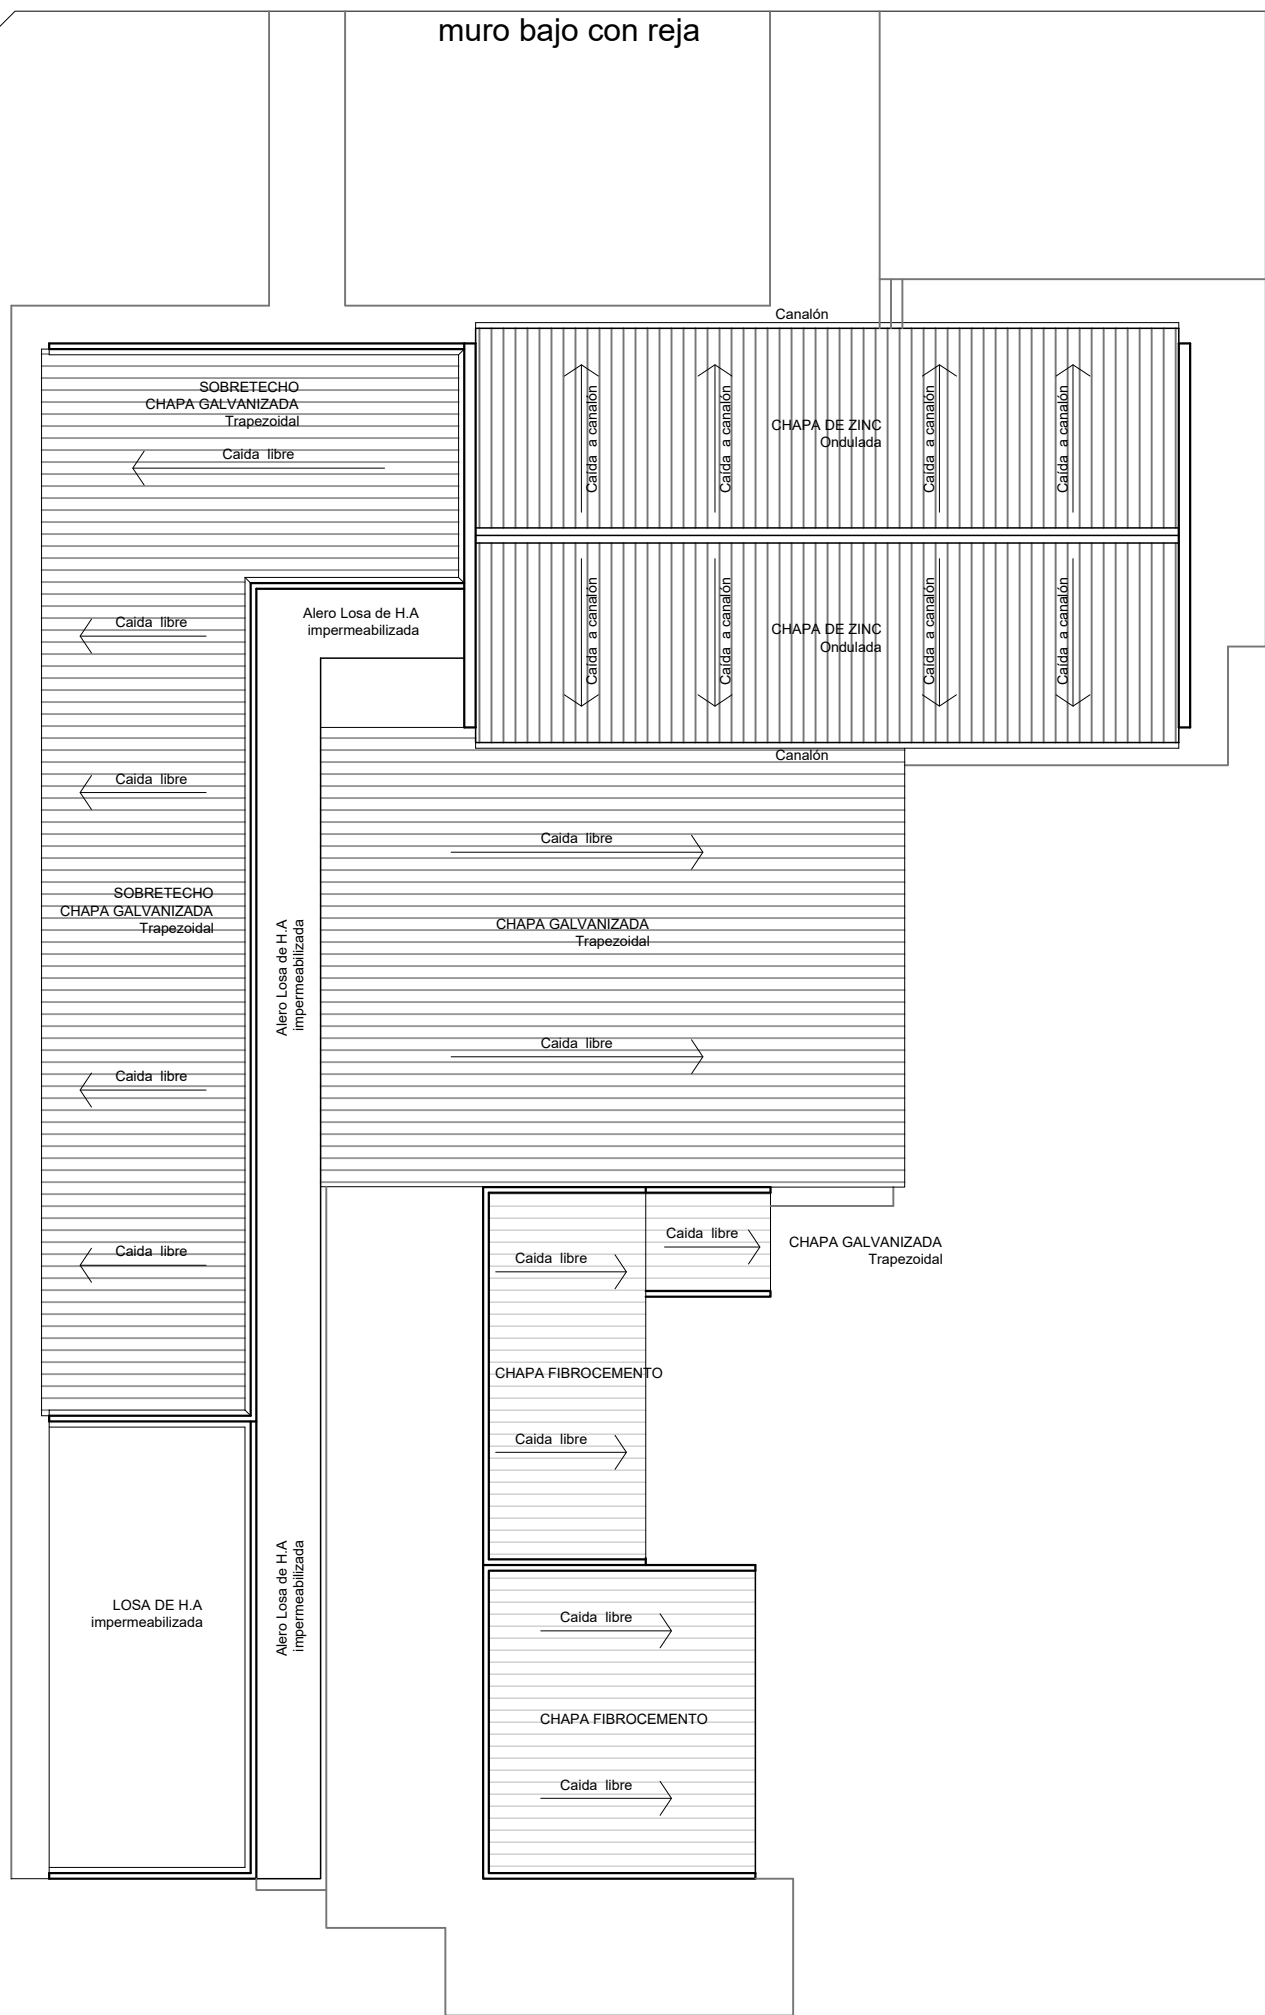 muro bajo con reja
Canalón
SOBRETECHO
CHAPA GALVANIZADA
Trapezoidal
Caida libre
Caída a canalón
Caída a canalón
CHAPA DE ZINC
Ondulada
Caída a canalón
Caída a canalón
Alero Losa de H.A
impermeabilizada
Caida libre
Caída a canalón
Caída a canalón
CHAPA DE ZINC
Ondulada
Caída a canalón
Caída a canalón
Canalón
Caida libre
Caida libre
SOBRETECHO
CHAPA GALVANIZADA
Trapezoidal
Alero Losa de H.A
impermeabilizada
CHAPA GALVANIZADA
Trapezoidal
Caida libre
Caida libre
Caida libre
Caida libre
Caida libre
CHAPA GALVANIZADA
Trapezoidal
Caida libre
CHAPA FIBROCEMENTO
Caida libre
LOSA DE H.A
impermeabilizada
Alero Losa de H.A
impermeabilizada
Caida libre
CHAPA FIBROCEMENTO
Caida libre